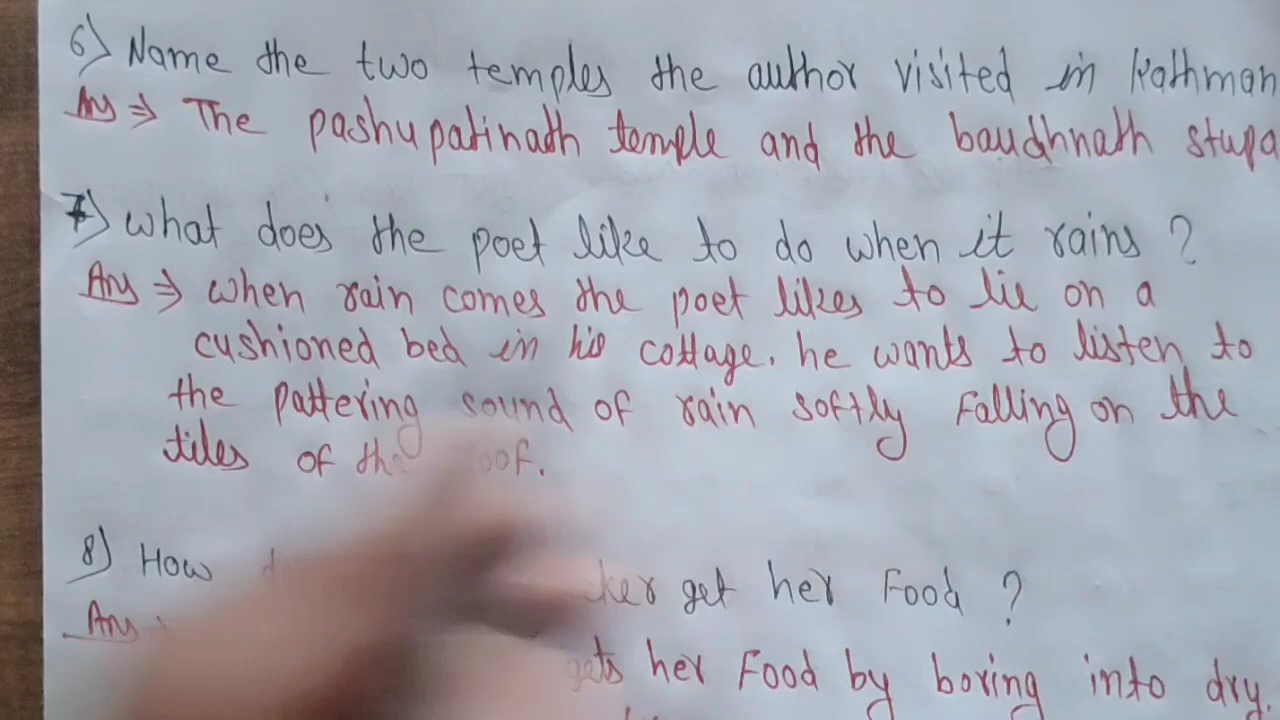 6) Name the two temples the author visited in Kathman
Ans ⇒ The pashupatinath temple and the baudhnath stupa
7) what does the poet like to do when it rains ?
Ans ⇒ when rain comes the poet likes to lie on a
cushioned bed in his cottage. he wants to listen to
the pattering sound of rain softly Falling on the
tiles of the oof.
8) How get her Food ?
Ans gets her Food by boring into dry.